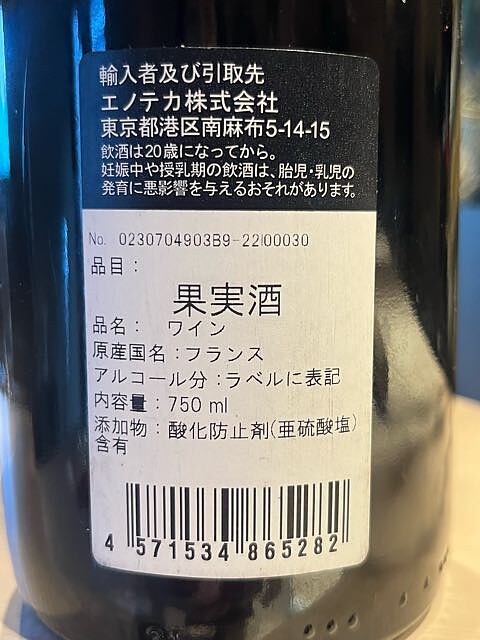 輸入者及び引取先
エノテカ株式会社
東京都港区南麻布5-14-15
飲酒は20歳になってから。
妊娠中や授乳期の飲酒は、胎児・乳児の
発育に悪影響を与えるおそれがあります。
No. 0230704903B9-22I00030
品目：
果実酒
品名： ワイン
原産国名：フランス
アルコール分：ラベルに表記
内容量：750 ml
添加物：酸化防止剤(亜硫酸塩)
含有
4 571534 865282